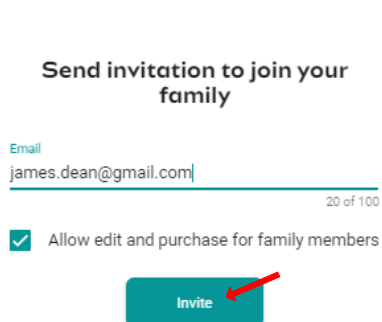 Send invitation to join your
family
Email
james.dean@gmail.com
20 of 100
Allow edit and purchase for family members
Invite